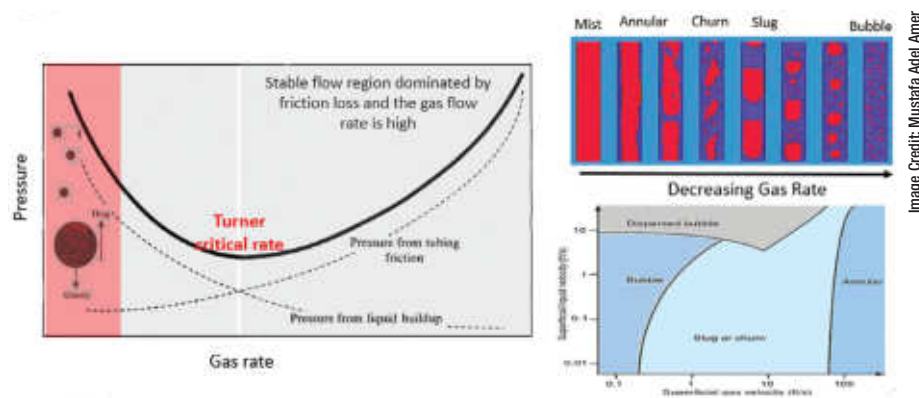 Stable flow region dominated by
friction loss and the gas flow
rate is high
Pressure
Drag
Gravity
Turner
critical rate
Pressure from tubing
friction
Pressure from liquid buildup
Gas rate
Mist Annular Churn Slug Bubble
Decreasing Gas Rate
Dispersed bubble
Bubble
Annular
Slug or churn
Superficial liquid velocity (ft/s)
10
1
0.1
0.01
0.1 1 10 100
Superficial gas velocity (ft/s)
Image Credit: Mustafa Adel Amer